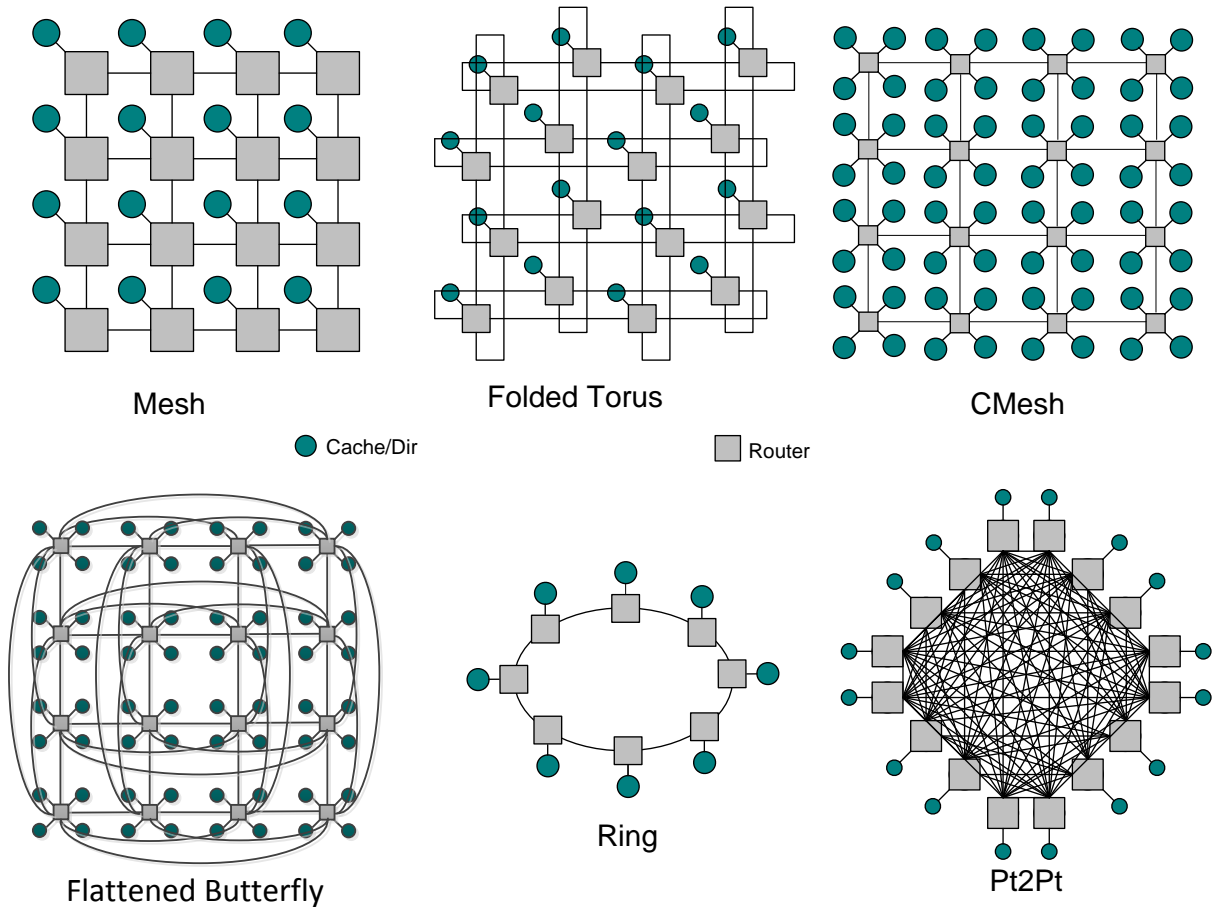 Mesh
Folded Torus
CMesh
Cache/Dir
Router
Flattened Butterfly
Ring
Pt2Pt